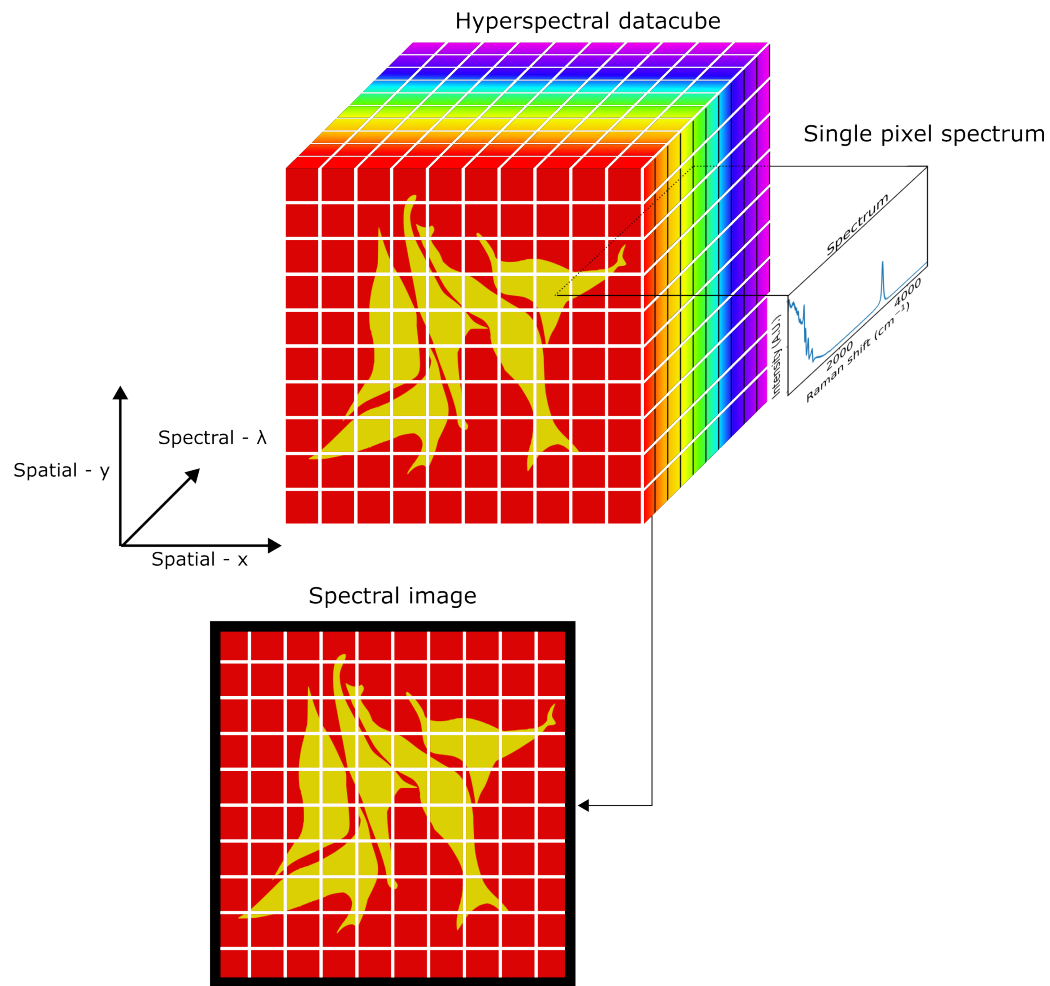 Hyperspectral datacube
Single pixel spectrum
Spectrum
Intensity (A.U.)
2000
4000
Raman shift (cm⁻¹)
Spectral - λ
Spatial - y
Spatial - x
Spectral image